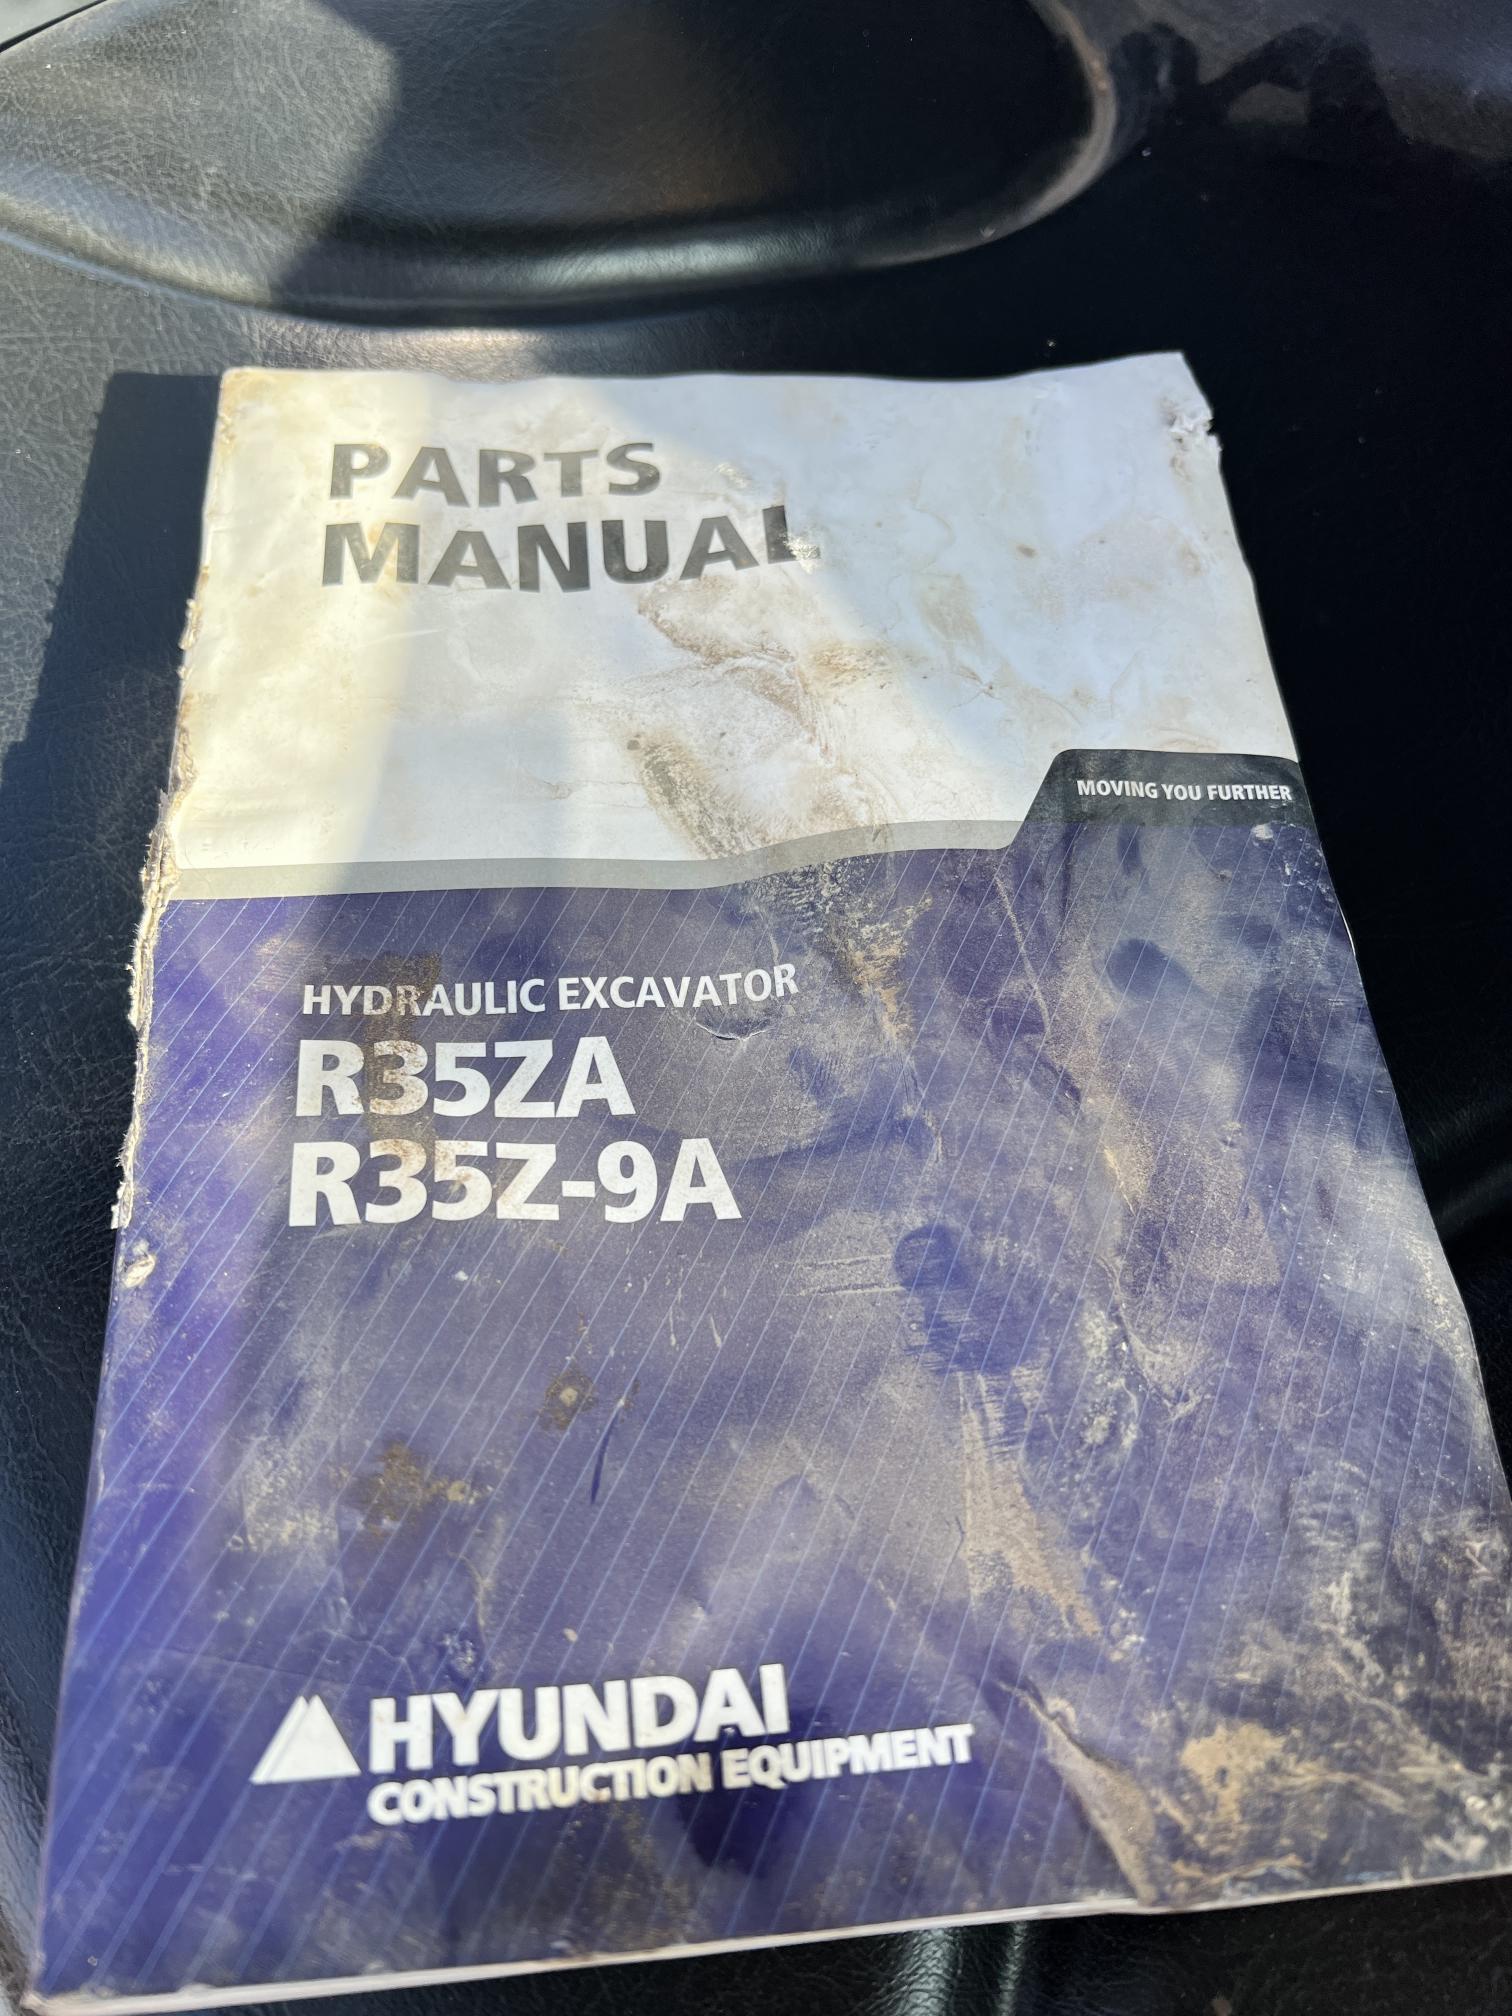 PARTS
MANUAL
MOVING YOU FURTHER
HYDRAULIC EXCAVATOR
R35ZA
R35Z-9A
HYUNDAI
CONSTRUCTION EQUIPMENT